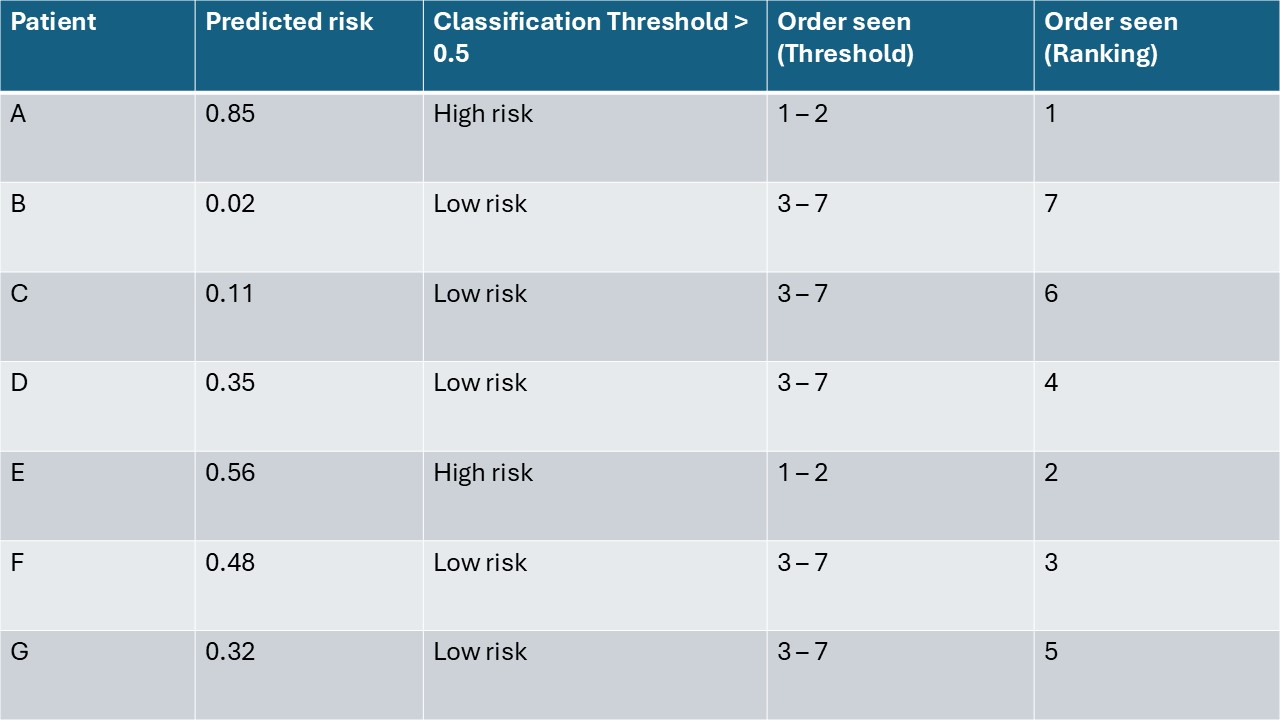 Patient Predicted risk Classification Threshold > 0.5 Order seen (Threshold) Order seen (Ranking)
A 0.85 High risk 1 – 2 1
B 0.02 Low risk 3 – 7 7
C 0.11 Low risk 3 – 7 6
D 0.35 Low risk 3 – 7 4
E 0.56 High risk 1 – 2 2
F 0.48 Low risk 3 – 7 3
G 0.32 Low risk 3 – 7 5